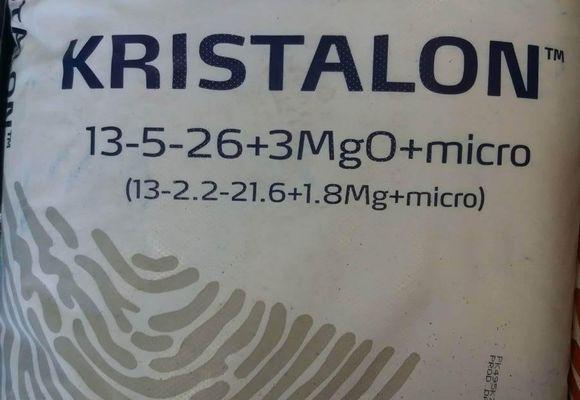 KRISTALON™
13-5-26+3MgO+micro
(13-2.2-21.6+1.8Mg+micro)